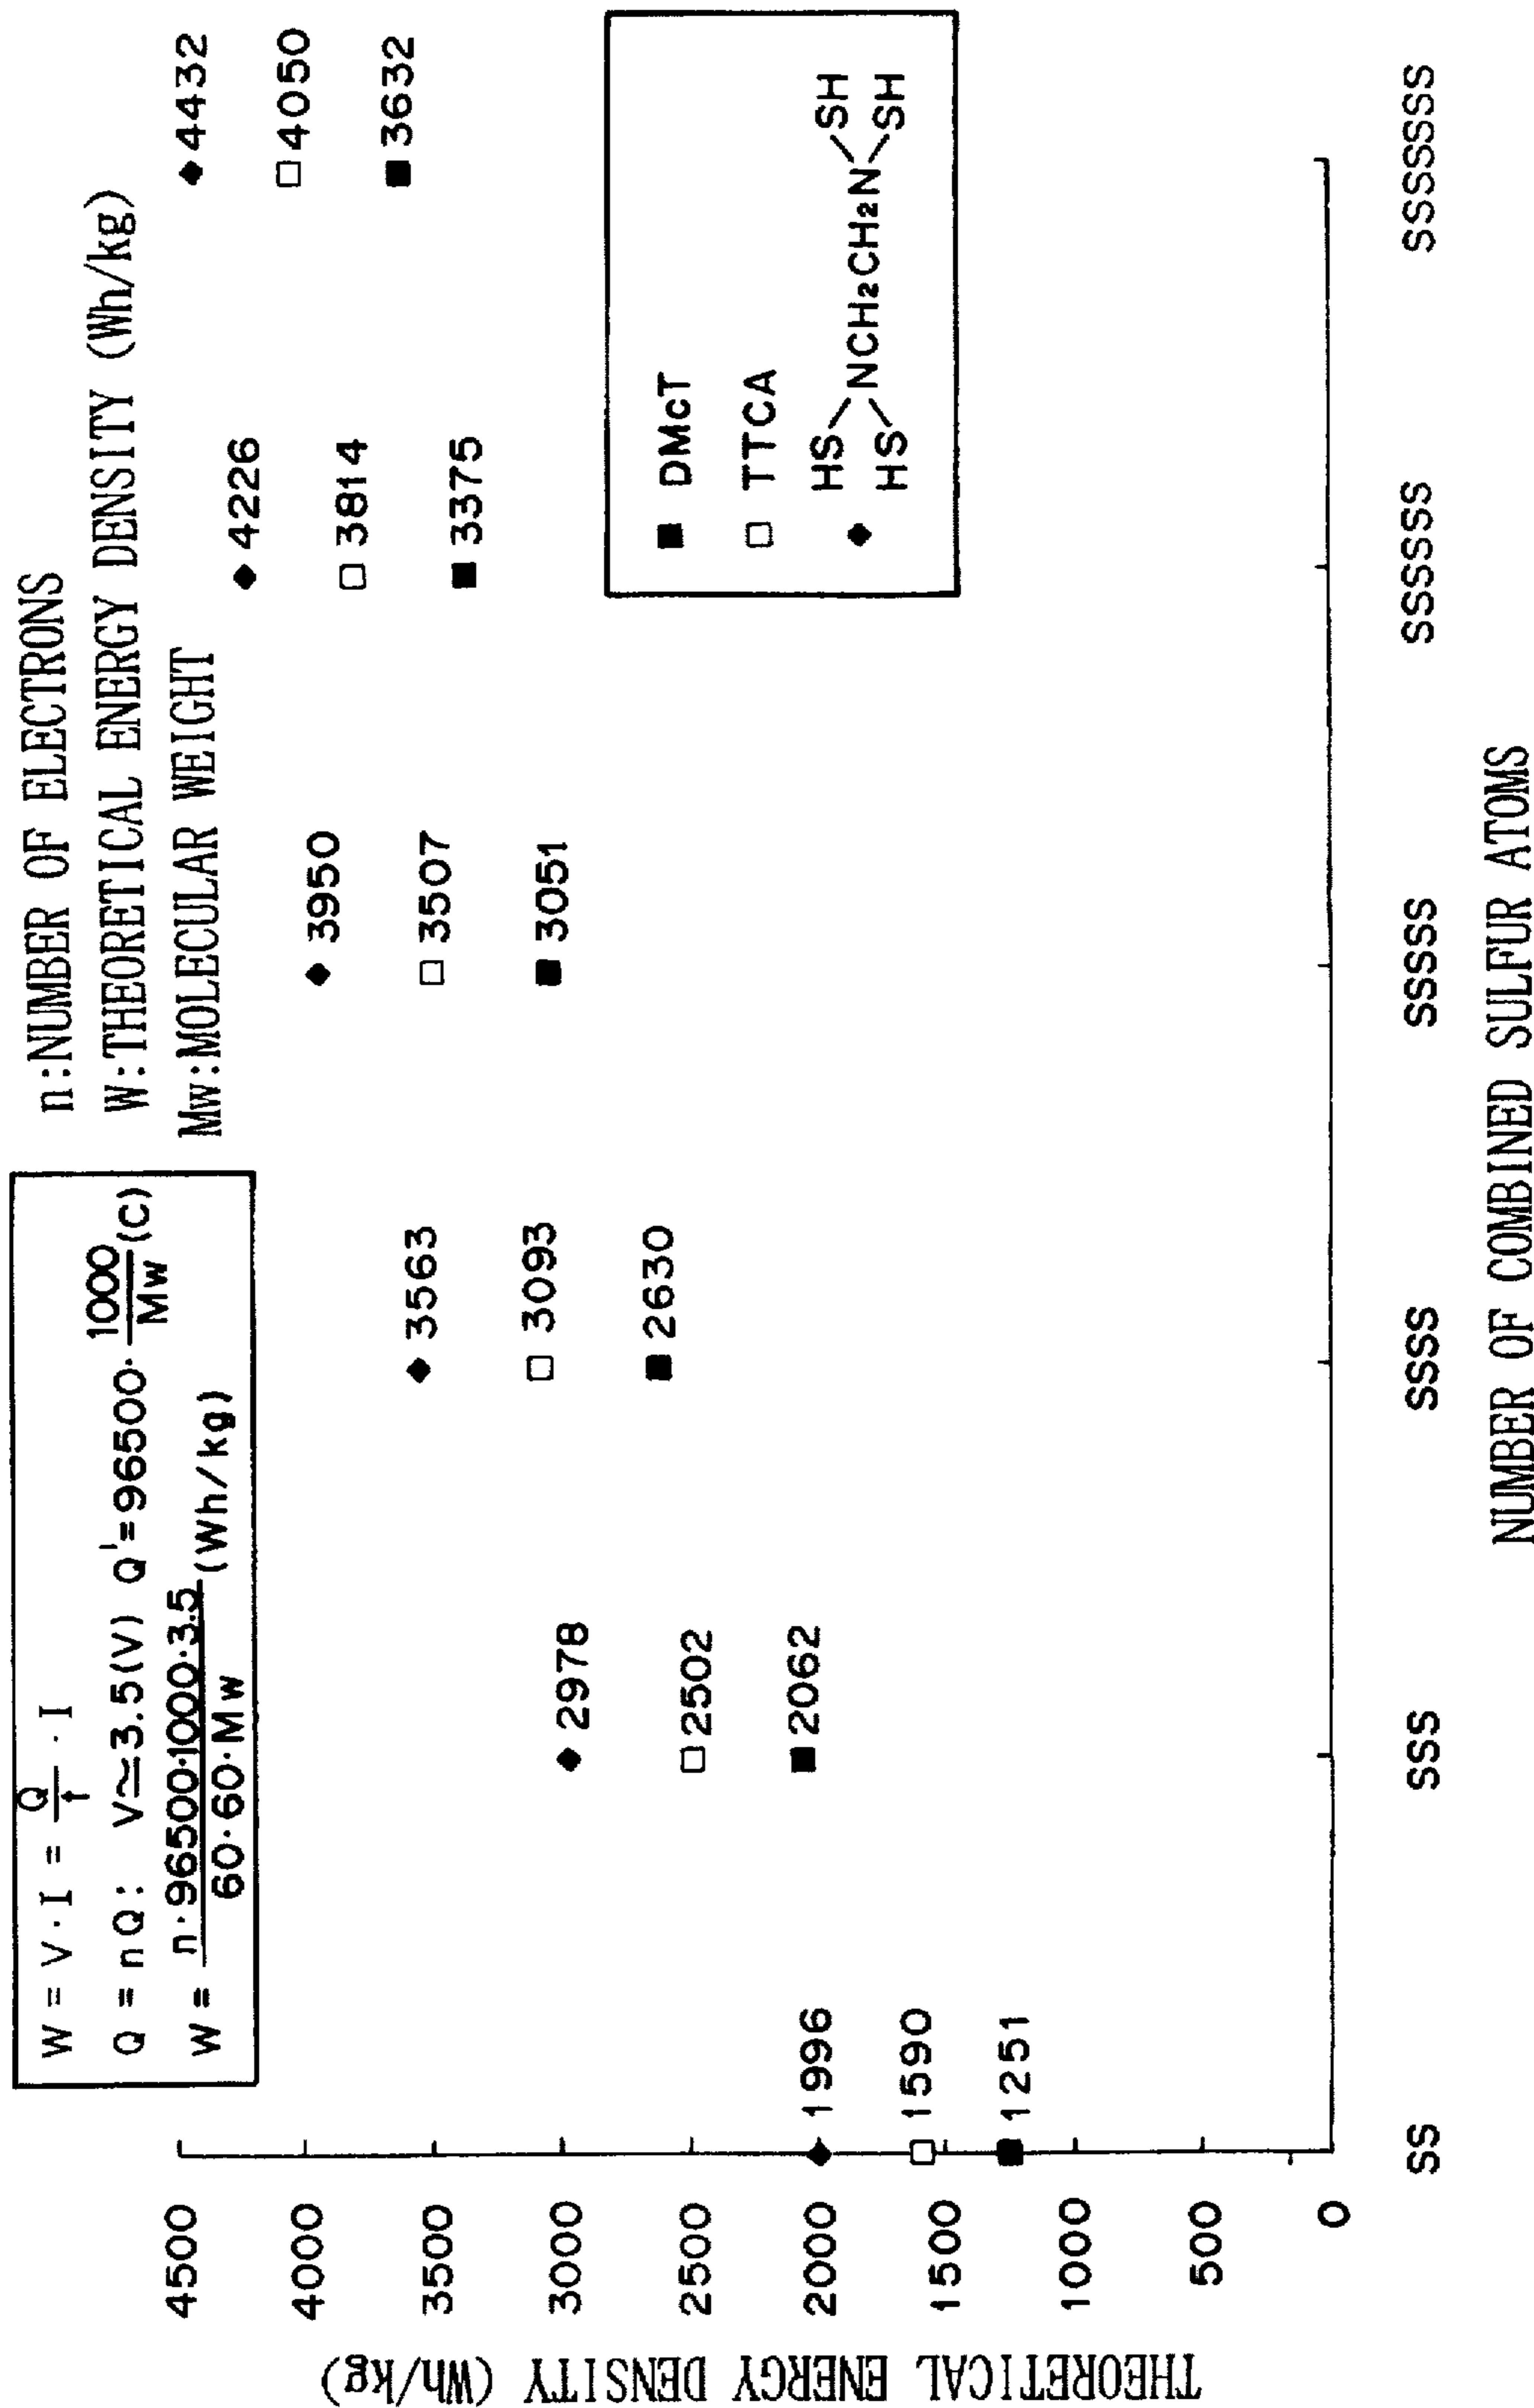 n:NUMBER OF ELECTRONS
W:THEORETICAL ENERGY DENSITY (Wh/kg)
Mw:MOLECULAR WEIGHT
W = V · I = Q/t · I
Q = nQ: V≃3.5(V) Q'=96500· 1000/Mw (C)
W = n·96500·1000·3.5/60·60·Mw (Wh/kg)
THEORETICAL ENERGY DENSITY (Wh/kg)
4500
4000
3500
3000
2500
2000
1500
1000
500
0
◆1996
□1590
■1251
◆2978
□2502
■2062
◆3563
□3093
■2630
◆3950
□3507
■3051
◆4226
□3814
■3375
◆4432
□4050
■3632
■ DMcT
□ TTCA
◆ HS HS NCH₂CH₂N SH SH
SS
SSS
SSSS
SSSSS
SSSSSS
SSSSSSS
NUMBER OF COMBINED SULFUR ATOMS